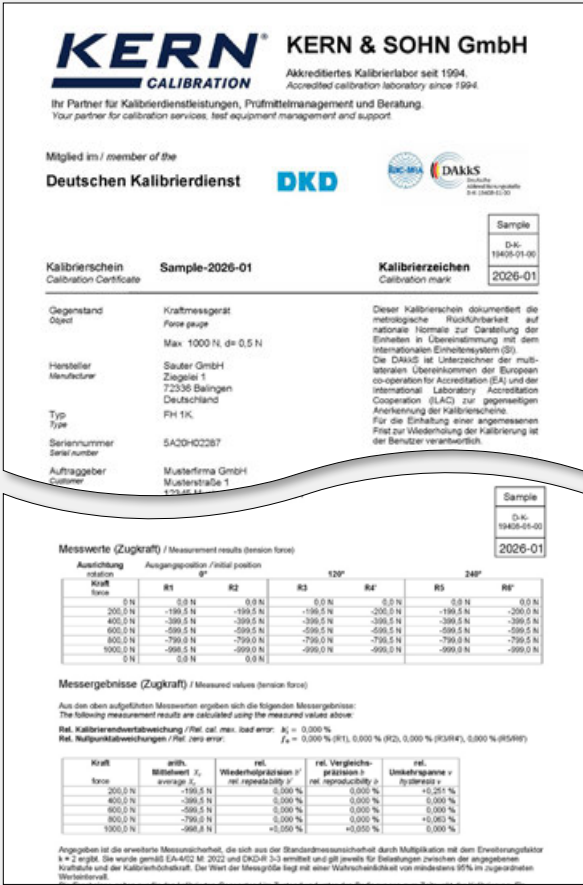 KERN®
CALIBRATION
KERN & SOHN GmbH
Akkreditiertes Kalibrierlabor seit 1994.
Accredited calibration laboratory since 1994.
Ihr Partner für Kalibrierdienstleistungen, Prüfmittelmanagement und Beratung.
Your partner for calibration services, test equipment management and support.
Mitglied im / member of the
Deutschen Kalibrierdienst
DKD
ilac-MRA
DAkkS
Deutsche
Akkreditierungsstelle
D-K-19408-01-00
Sample
D-K-
19408-01-00
2026-01
Kalibrierschein Sample-2026-01 Kalibrierzeichen
Calibration Certificate Calibration mark
Gegenstand Kraftmessgerät
Object Force gauge
Max 1000 N, d= 0,5 N
Hersteller Sauter GmbH
Manufacturer Ziegelei 1
72336 Balingen
Deutschland
Typ FH 1K.
Type
Seriennummer 5A20H02287
Serial number
Auftraggeber Musterfirma GmbH
Customer Musterstraße 1
12345
Dieser Kalibrierschein dokumentiert die
metrologische Rückführbarkeit auf
nationale Normale zur Darstellung der
Einheiten in Übereinstimmung mit dem
Internationalen Einheitensystem (SI).
Die DAkkS ist Unterzeichner der multi-
lateralen Übereinkommen der European
co-operation for Accreditation (EA) und der
International Laboratory Accreditation
Cooperation (ILAC) zur gegenseitigen
Anerkennung der Kalibrierscheine.
Für die Einhaltung einer angemessenen
Frist zur Wiederholung der Kalibrierung ist
der Benutzer verantwortlich.
Sample
D-K-
19408-01-00
2026-01
Messwerte (Zugkraft) / Measurement results (tension force)
Ausrichtung Ausgangsposition / initial position
rotation 0° 120° 240°
Kraft R1 R2 R3 R4' R5 R6'
force
0 N 0,0 N 0,0 N 0,0 N 0,0 N 0,0 N 0,0 N
200,0 N -199,5 N -199,5 N -199,5 N -200,0 N -199,5 N -200,0 N
400,0 N -399,5 N -399,5 N -399,5 N -399,5 N -399,5 N -399,5 N
600,0 N -599,5 N -599,5 N -599,5 N -599,5 N -599,5 N -599,5 N
800,0 N -799,0 N -799,0 N -799,0 N -799,5 N -799,0 N -799,5 N
1000,0 N -998,5 N -999,0 N -999,0 N -999,0 N -999,0 N -999,0 N
0 N 0,0 N 0,0 N
Messergebnisse (Zugkraft) / Measured values (tension force)
Aus den oben aufgeführten Messwerten ergeben sich die folgenden Messergebnisse:
The following measurement results are calculated using the measured values above:
Rel. Kalibrierendwertabweichung / Rel. cal. max. load error: = 0,000 %
Rel. Nullpunktabweichungen / Rel. zero error: f₀ = 0,000 % (R1), 0,000 % (R2), 0,000 % (R3/R4'), 0,000 % (R5/R6')
Kraft arith. rel. rel. Vergleichs- rel.
Mittelwert Wiederholpräzision b' präzision b Umkehrspanne v
force average rel. repeatability b' rel. reproducibility b hysteresis v
200,0 N -199,5 N 0,000 % 0,000 % +0,251 %
400,0 N -399,5 N 0,000 % 0,000 % 0,000 %
600,0 N -599,5 N 0,000 % 0,000 % 0,000 %
800,0 N -799,0 N 0,000 % 0,000 % +0,063 %
1000,0 N -998,8 N +0,050 % +0,050 % 0,000 %
Angegeben ist die erweiterte Messunsicherheit, die sich aus der Standardmessunsicherheit durch Multiplikation mit dem Erweiterungsfaktor
k = 2 ergibt. Sie wurde gemäß EA-4/02 M: 2022 und DKD-R 3-3 ermittelt und gilt jeweils für Belastungen zwischen der angegebenen
Kraftstufe und der Kalibrierhöchstkraft. Der Wert der Messgröße liegt mit einer Wahrscheinlichkeit von mindestens 95% im zugeordneten
Werteintervall.